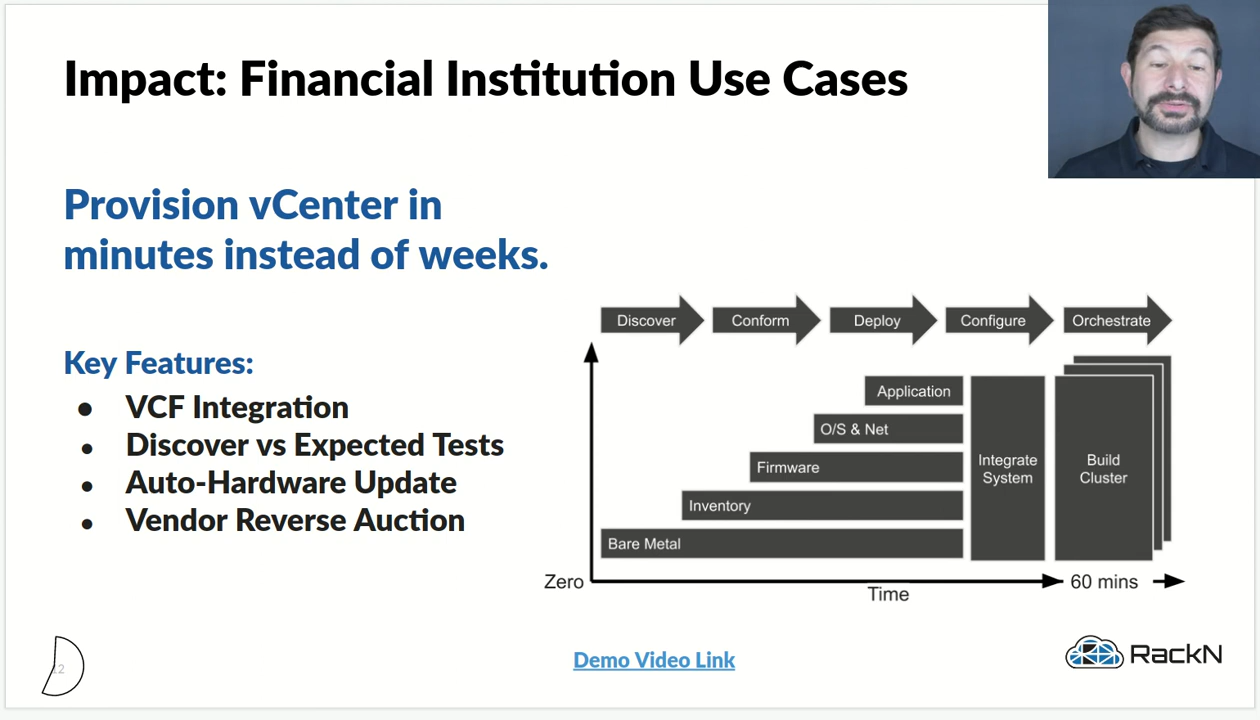 Impact: Financial Institution Use Cases
Provision vCenter in
minutes instead of weeks.
Key Features:
● VCF Integration
● Discover vs Expected Tests
● Auto-Hardware Update
● Vendor Reverse Auction
Discover
Conform
Deploy
Configure
Orchestrate
Application
O/S & Net
Firmware
Inventory
Bare Metal
Integrate
System
Build
Cluster
Zero
Time
60 mins
Demo Video Link
RackN